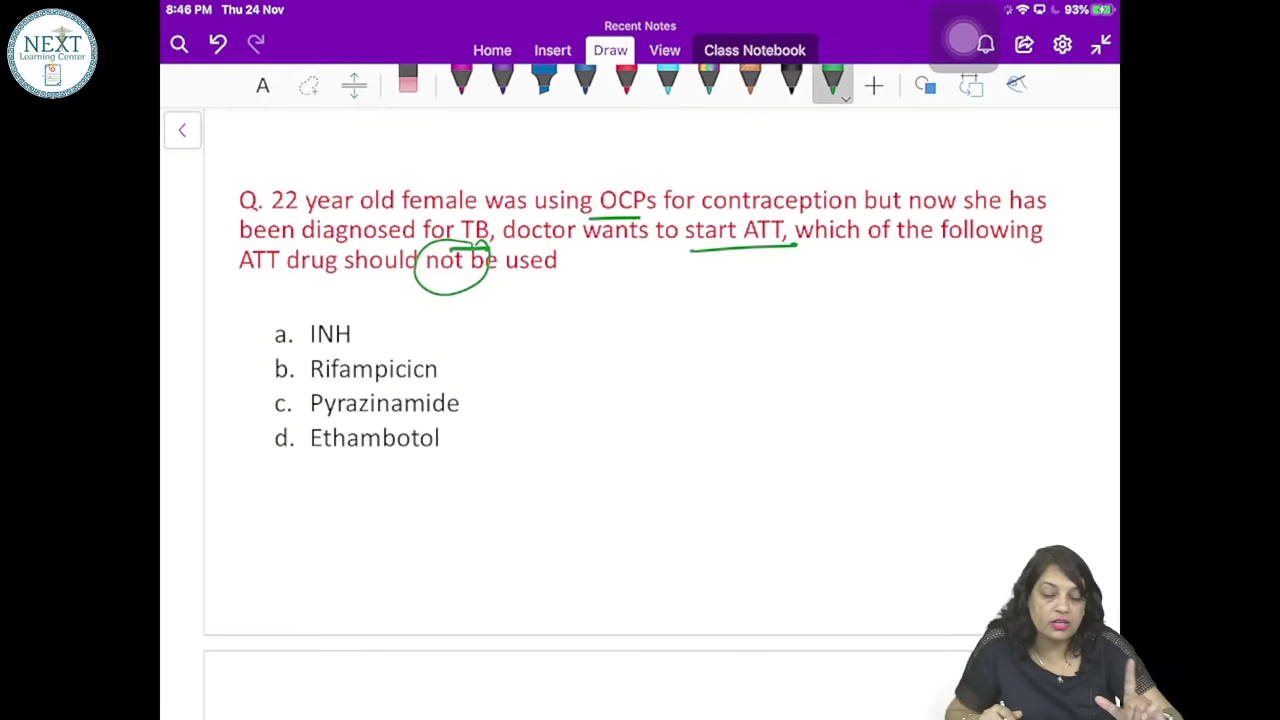 8:46 PM Thu 24 Nov
93%
NEXT
Learning Center
Recent Notes
Home Insert Draw View Class Notebook
A
Q. 22 year old female was using OCPs for contraception but now she has
been diagnosed for TB, doctor wants to start ATT, which of the following
ATT drug should not be used
a. INH
b. Rifampicicn
c. Pyrazinamide
d. Ethambotol